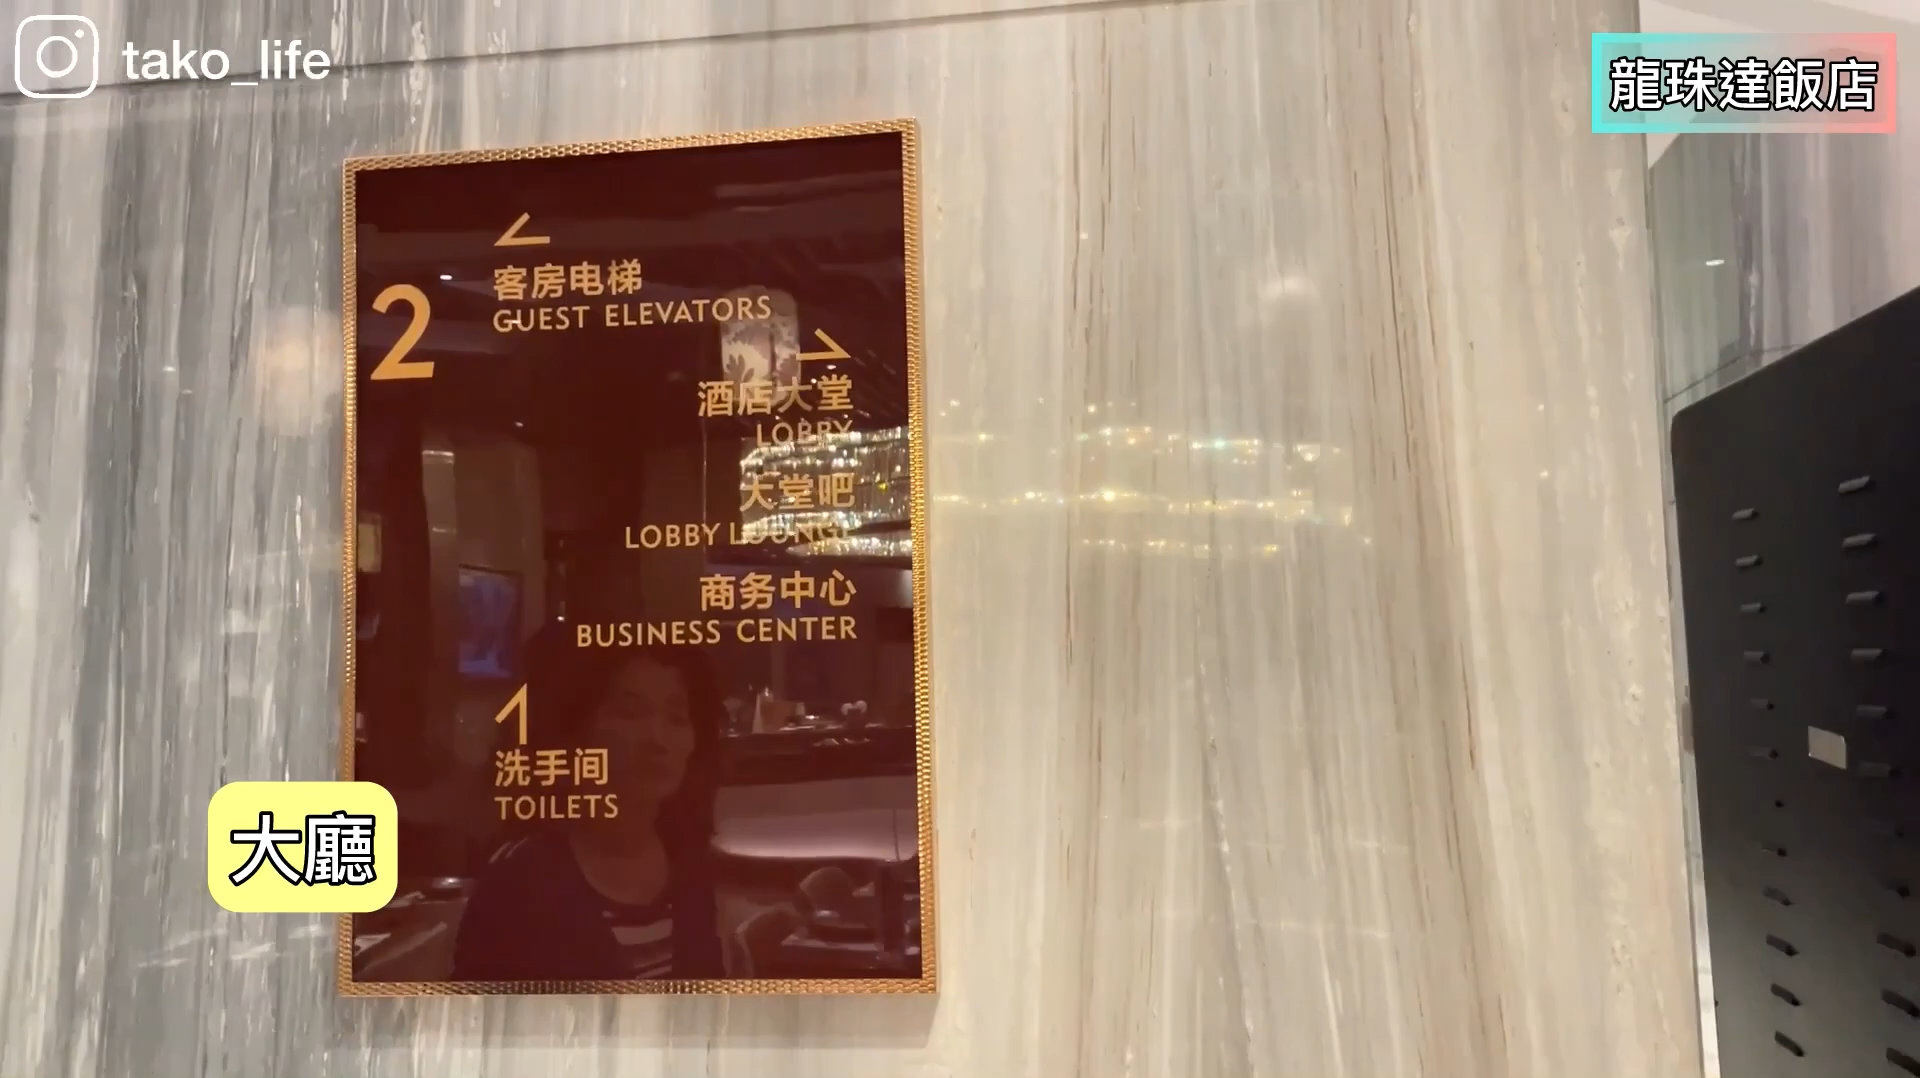 tako_life
龍珠達飯店
2
客房电梯
GUEST ELEVATORS
酒店大堂
LOBBY
大堂吧
LOBBY LOUNGE
商务中心
BUSINESS CENTER
洗手间
TOILETS
大廳